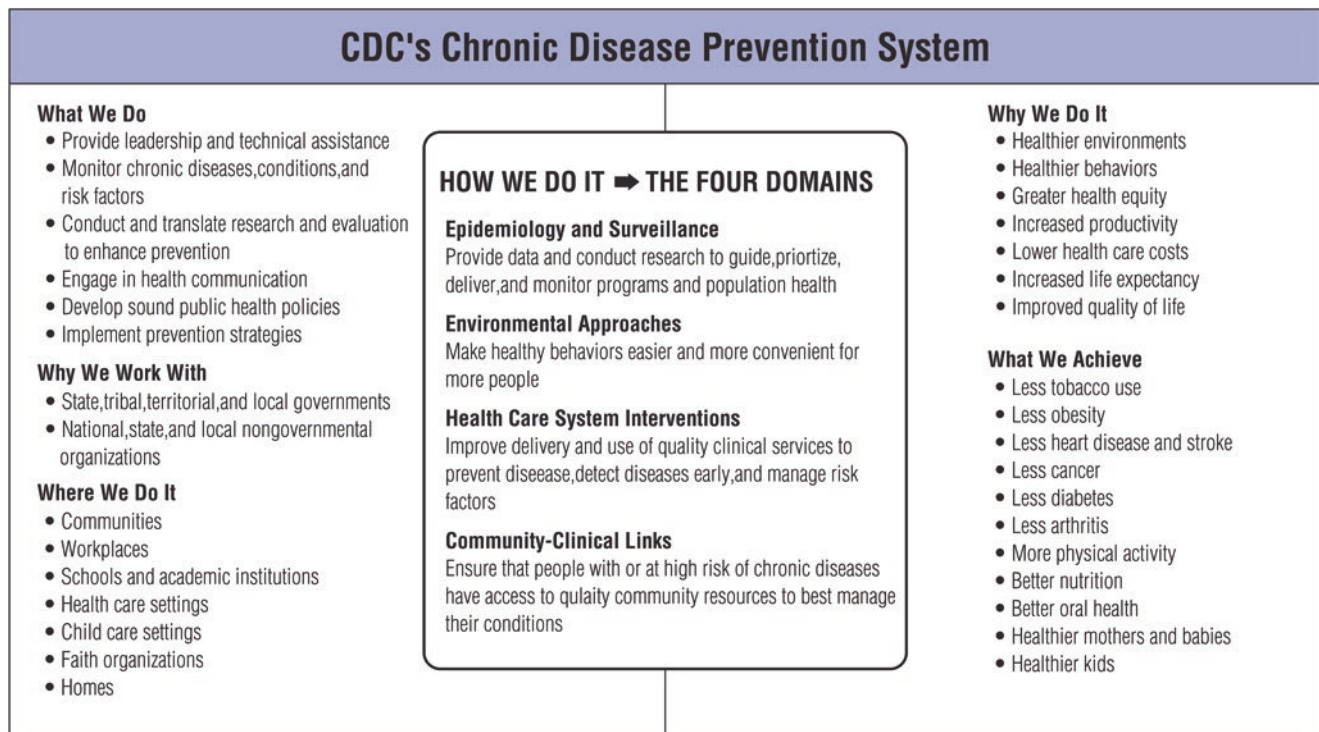 CDC's Chronic Disease Prevention System
What We Do
• Provide leadership and technical assistance
• Monitor chronic diseases,conditions,and
risk factors
• Conduct and translate research and evaluation
to enhance prevention
• Engage in health communication
• Develop sound public health policies
• Implement prevention strategies
Why We Work With
• State,tribal,territorial,and local governments
• National,state,and local nongovernmental
organizations
Where We Do It
• Communities
• Workplaces
• Schools and academic institutions
• Health care settings
• Child care settings
• Faith organizations
• Homes
HOW WE DO IT ➡ THE FOUR DOMAINS
Epidemiology and Surveillance
Provide data and conduct research to guide,priortize,
deliver,and monitor programs and population health
Environmental Approaches
Make healthy behaviors easier and more convenient for
more people
Health Care System Interventions
Improve delivery and use of quality clinical services to
prevent diseease,detect diseases early,and manage risk
factors
Community-Clinical Links
Ensure that people with or at high risk of chronic diseases
have access to qulaity community resources to best manage
their conditions
Why We Do It
• Healthier environments
• Healthier behaviors
• Greater health equity
• Increased productivity
• Lower health care costs
• Increased life expectancy
• Improved quality of life
What We Achieve
• Less tobacco use
• Less obesity
• Less heart disease and stroke
• Less cancer
• Less diabetes
• Less arthritis
• More physical activity
• Better nutrition
• Better oral health
• Healthier mothers and babies
• Healthier kids